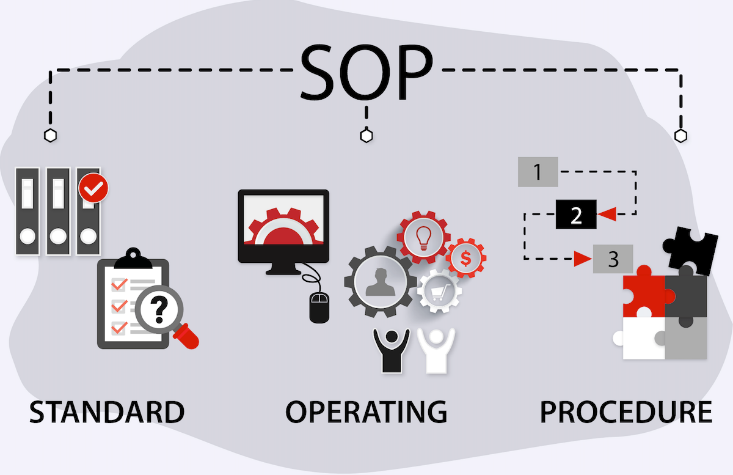 SOP
1
2
3
?
$
STANDARD
OPERATING
PROCEDURE